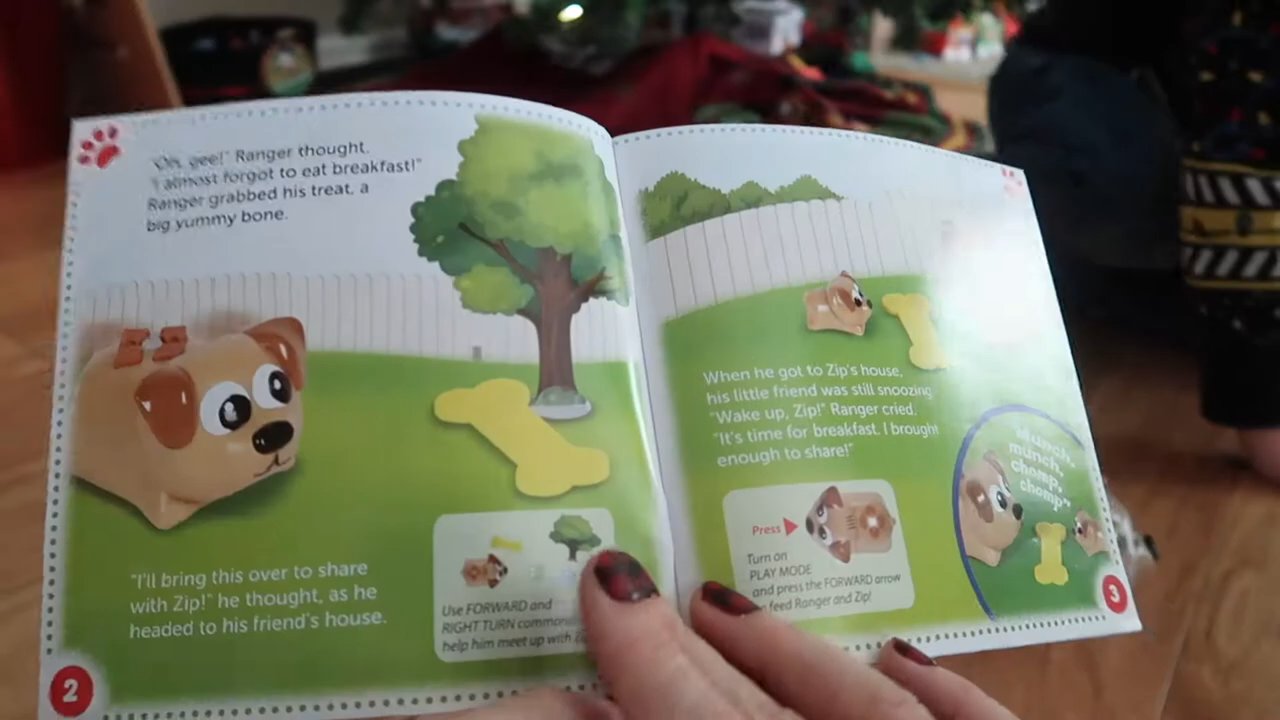 "Oh, gee!" Ranger thought.
"I almost forgot to eat breakfast!"
Ranger grabbed his treat, a
big yummy bone.
"I'll bring this over to share
with Zip!" he thought, as he
headed to his friend's house.
Use FORWARD and
RIGHT TURN
help him meet up with
2
When he got to Zip's house,
his little friend was still snoozing.
"Wake up, Zip!" Ranger cried.
"It's time for breakfast. I brought
enough to share!"
Press
Turn on
PLAY MODE
and press the FORWARD arrow
feed Ranger and Zip!
Munch,
munch,
chomp,
chomp"
3